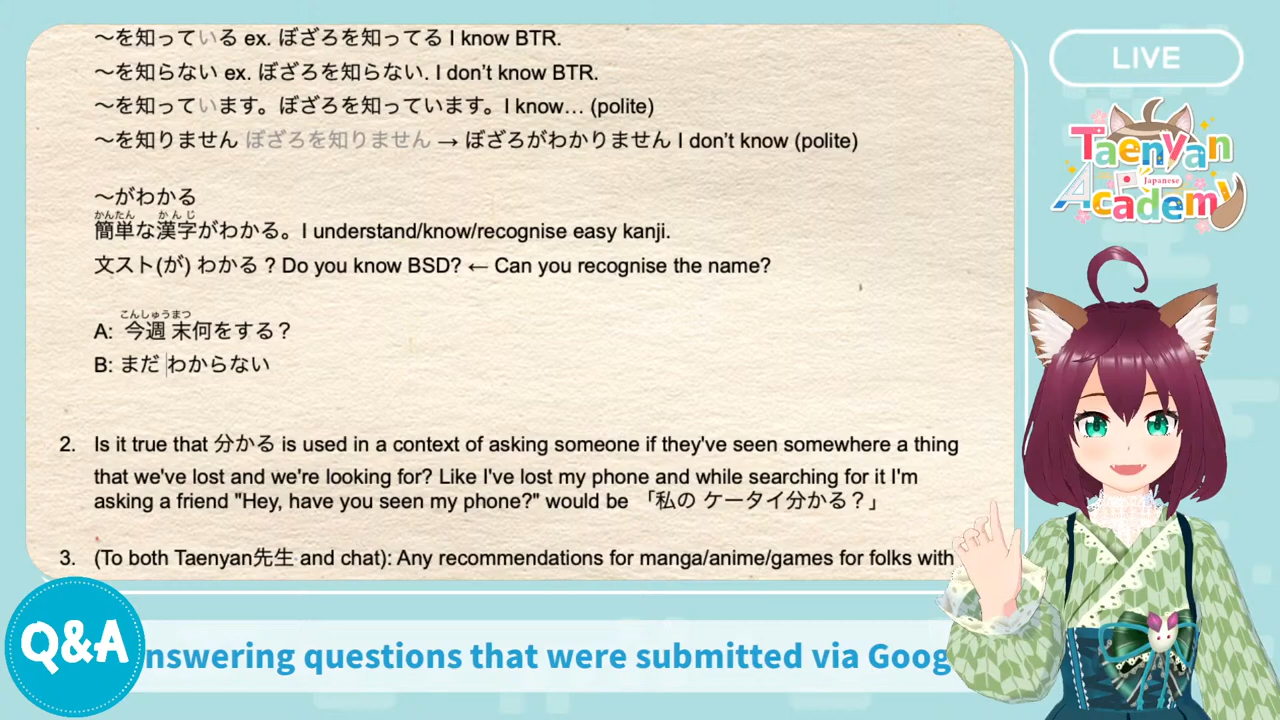 ～を知っている ex. ぼざろを知ってる I know BTR.
～を知らない ex. ぼざろを知らない. I don't know BTR.
～を知っています。ぼざろを知っています。I know… (polite)
～を知りません ぼざろを知りません → ぼざろがわかりません I don't know (polite)
～がわかる
かんたん かんじ
簡単な漢字がわかる。I understand/know/recognise easy kanji.
文スト(が) わかる ? Do you know BSD? ← Can you recognise the name?
こんしゅうまつ
A: 今週 末何をする？
B: まだ わからない
2. Is it true that 分かる is used in a context of asking someone if they've seen somewhere a thing
that we've lost and we're looking for? Like I've lost my phone and while searching for it I'm
asking a friend "Hey, have you seen my phone?" would be 「私の ケータイ分かる？」
3. (To both Taenyan先生 and chat): Any recommendations for manga/anime/games for folks with
LIVE
Taenyan
Japanese
Academy
Q&A
nswering questions that were submitted via Goog